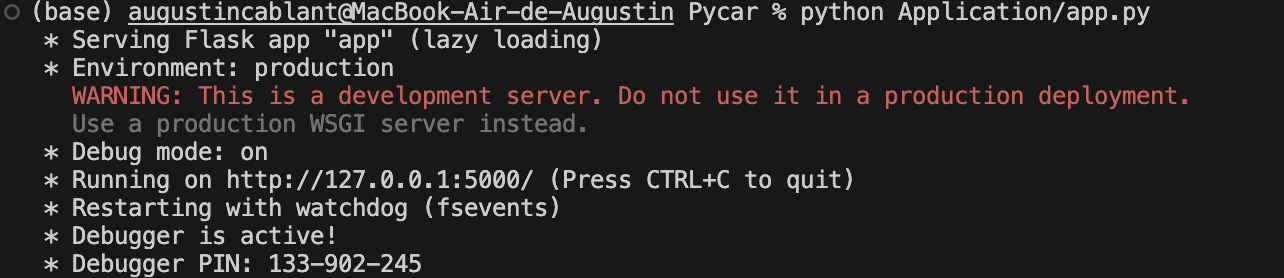 (base) augustincablant@MacBook-Air-de-Augustin Pycar % python Application/app.py
* Serving Flask app "app" (lazy loading)
* Environment: production
WARNING: This is a development server. Do not use it in a production deployment.
Use a production WSGI server instead.
* Debug mode: on
* Running on http://127.0.0.1:5000/ (Press CTRL+C to quit)
* Restarting with watchdog (fsevents)
* Debugger is active!
* Debugger PIN: 133-902-245